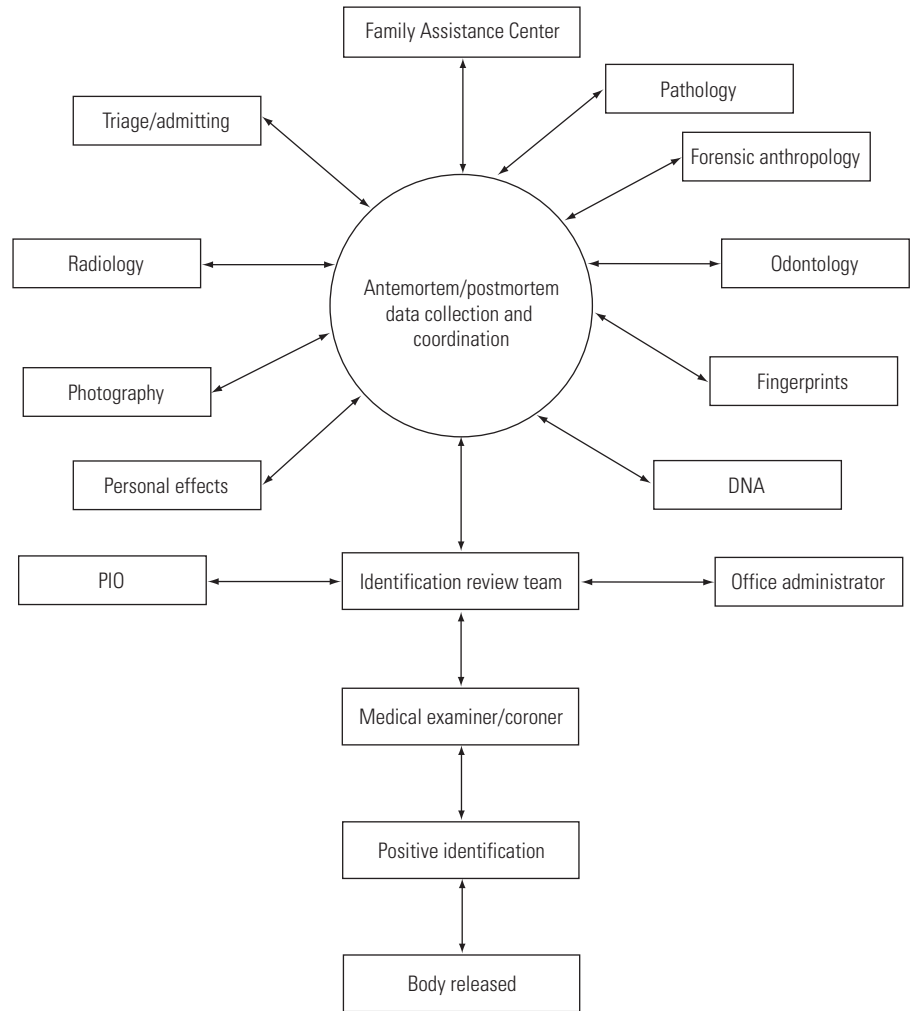 Family Assistance Center
Pathology
Triage/admitting
Forensic anthropology
Radiology
Odontology
Antemortem/postmortem
data collection and
coordination
Photography
Fingerprints
Personal effects
DNA
PIO
Identification review team
Office administrator
Medical examiner/coroner
Positive identification
Body released